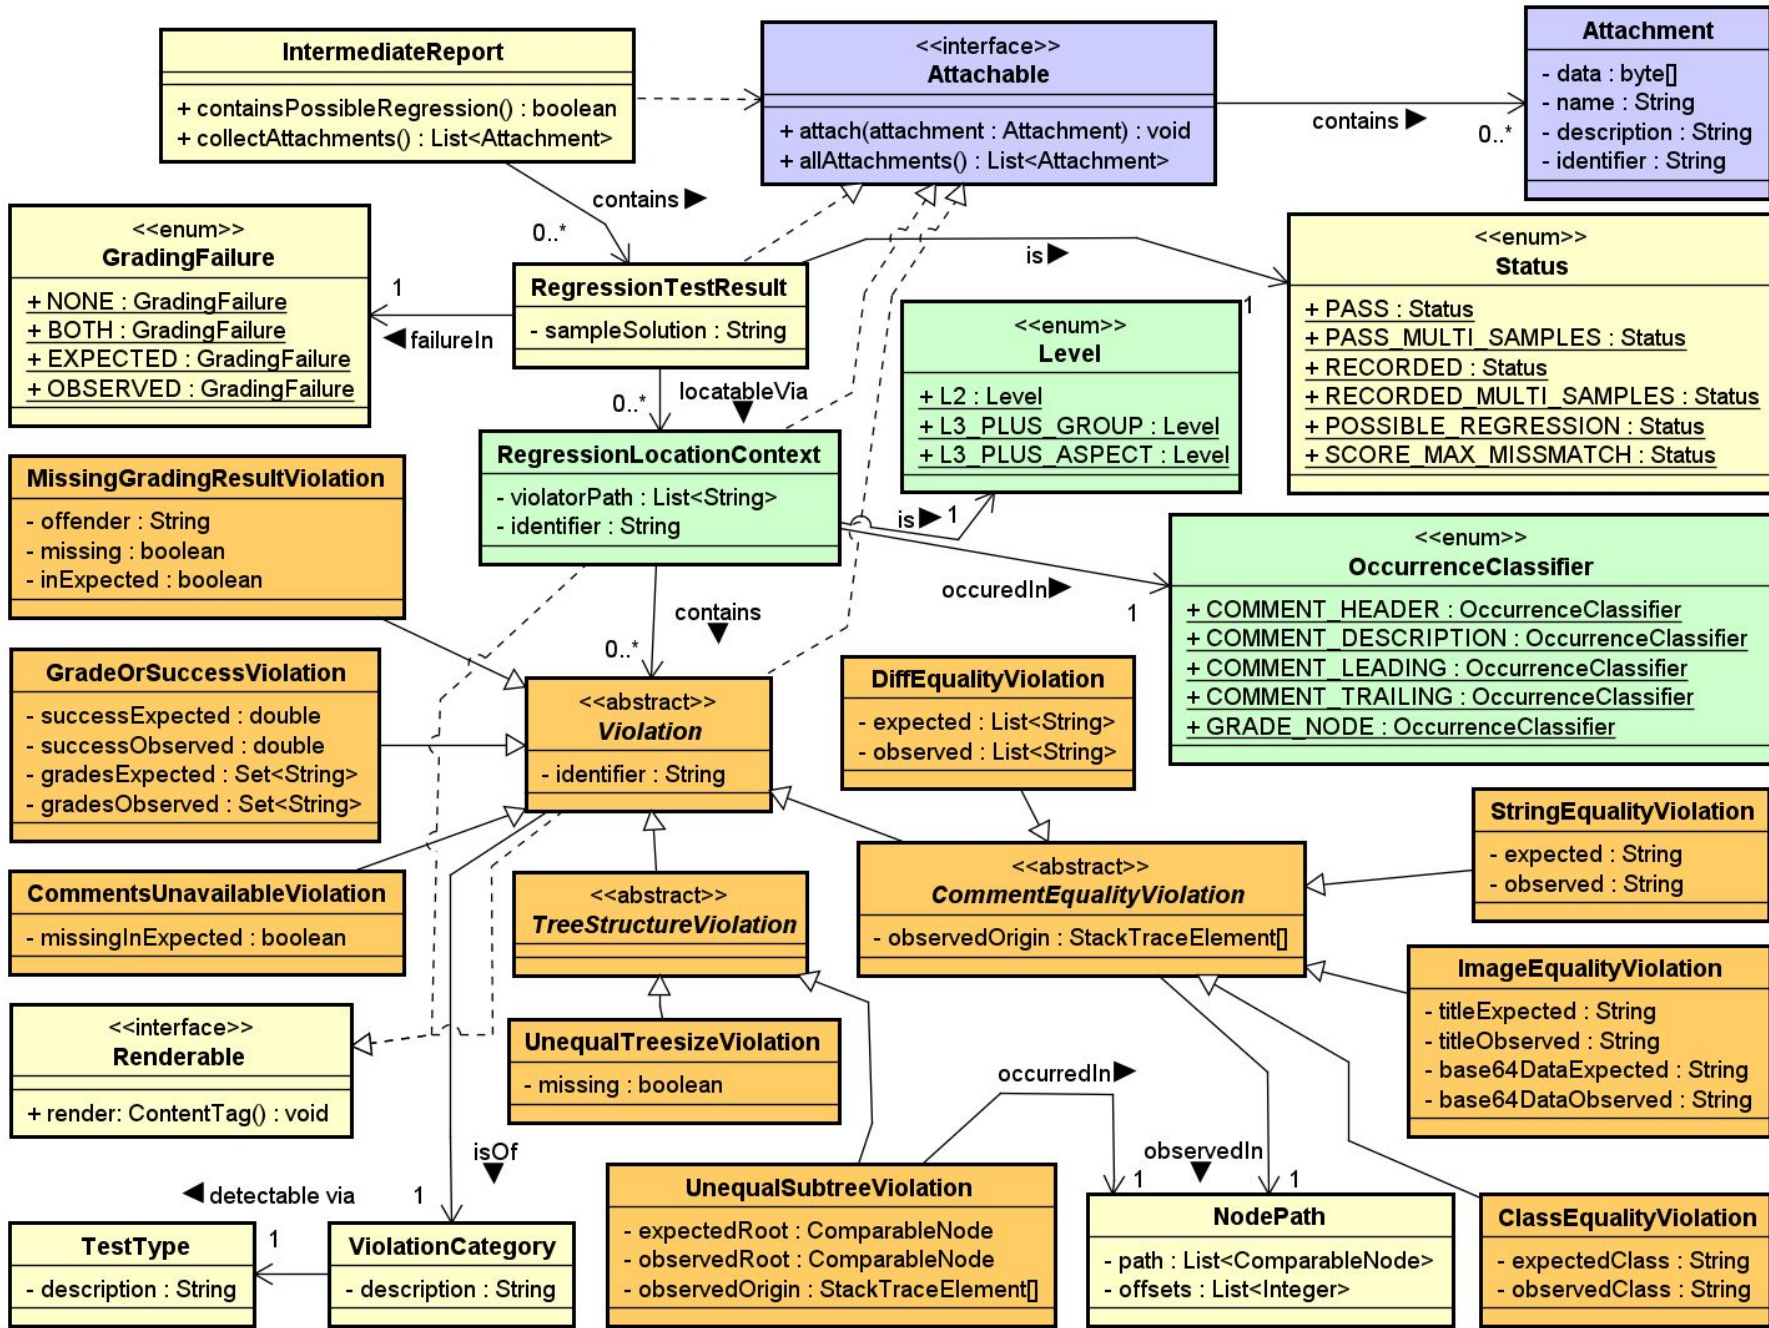 IntermediateReport
+ containsPossibleRegression() : boolean
+ collectAttachments() : List<Attachment>
<<interface>>
Attachable
+ attach(attachment : Attachment) : void
+ allAttachments() : List<Attachment>
contains ►
0..*
Attachment
- data : byte[]
- name : String
- description : String
- identifier : String
contains ►
0..*
<<enum>>
GradingFailure
+ NONE : GradingFailure
+ BOTH : GradingFailure
+ EXPECTED : GradingFailure
+ OBSERVED : GradingFailure
1
◄ failureIn
RegressionTestResult
- sampleSolution : String
is ►
1
<<enum>>
Status
+ PASS : Status
+ PASS_MULTI_SAMPLES : Status
+ RECORDED : Status
+ RECORDED_MULTI_SAMPLES : Status
+ POSSIBLE_REGRESSION : Status
+ SCORE_MAX_MISSMATCH : Status
<<enum>>
Level
+ L2 : Level
+ L3_PLUS_GROUP : Level
+ L3_PLUS_ASPECT : Level
0..*
locatableVia
▼
RegressionLocationContext
- violatorPath : List<String>
- identifier : String
is ►
1
occuredIn ►
1
<<enum>>
OccurrenceClassifier
+ COMMENT_HEADER : OccurrenceClassifier
+ COMMENT_DESCRIPTION : OccurrenceClassifier
+ COMMENT_LEADING : OccurrenceClassifier
+ COMMENT_TRAILING : OccurrenceClassifier
+ GRADE_NODE : OccurrenceClassifier
MissingGradingResultViolation
- offender : String
- missing : boolean
- inExpected : boolean
contains
▼
0..*
GradeOrSuccessViolation
- successExpected : double
- successObserved : double
- gradesExpected : Set<String>
- gradesObserved : Set<String>
<<abstract>>
Violation
- identifier : String
DiffEqualityViolation
- expected : List<String>
- observed : List<String>
StringEqualityViolation
- expected : String
- observed : String
CommentsUnavailableViolation
- missingInExpected : boolean
<<abstract>>
TreeStructureViolation
<<abstract>>
CommentEqualityViolation
- observedOrigin : StackTraceElement[]
ImageEqualityViolation
- titleExpected : String
- titleObserved : String
- base64DataExpected : String
- base64DataObserved : String
<<interface>>
Renderable
+ render: ContentTag() : void
UnequalTreesizeViolation
- missing : boolean
occurredIn ►
1
observedIn
▼
1
isOf
▼
1
◄ detectable via
1
TestType
- description : String
ViolationCategory
- description : String
UnequalSubtreeViolation
- expectedRoot : ComparableNode
- observedRoot : ComparableNode
- observedOrigin : StackTraceElement[]
NodePath
- path : List<ComparableNode>
- offsets : List<Integer>
ClassEqualityViolation
- expectedClass : String
- observedClass : String